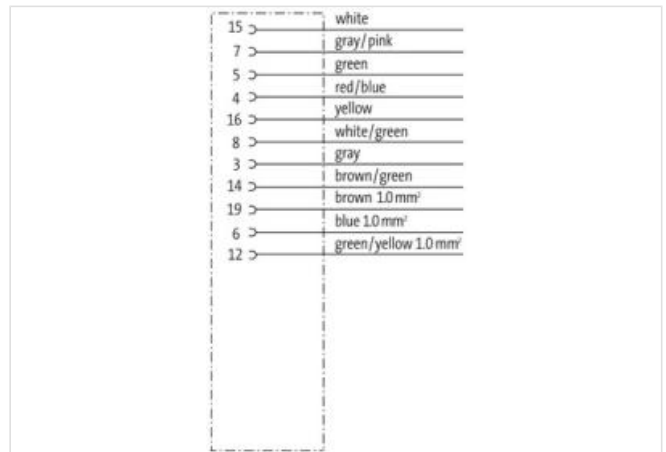 15 white
7 gray/pink
5 green
4 red/blue
16 yellow
8 white/green
3 gray
14 brown/green
19 brown 1.0 mm²
6 blue 1.0 mm²
12 green/yellow 1.0 mm²